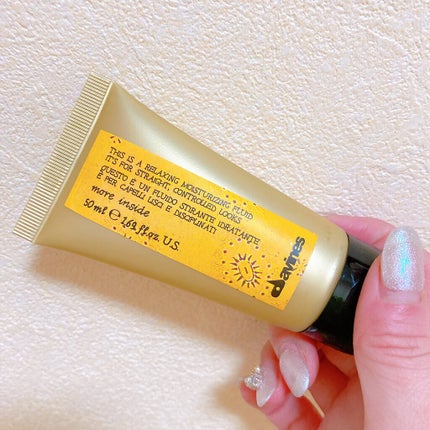 THIS IS A RELAXING MOISTURIZING FLUID
IT'S FOR STRAIGHT, CONTROLLED LOOKS
QUESTO È UN FLUIDO STIRANTE IDRATANTE
È PER CAPELLI LISCI E DISCIPLINATI
more inside
50 ml ℮ 1.69 fl.oz U.S.
davines